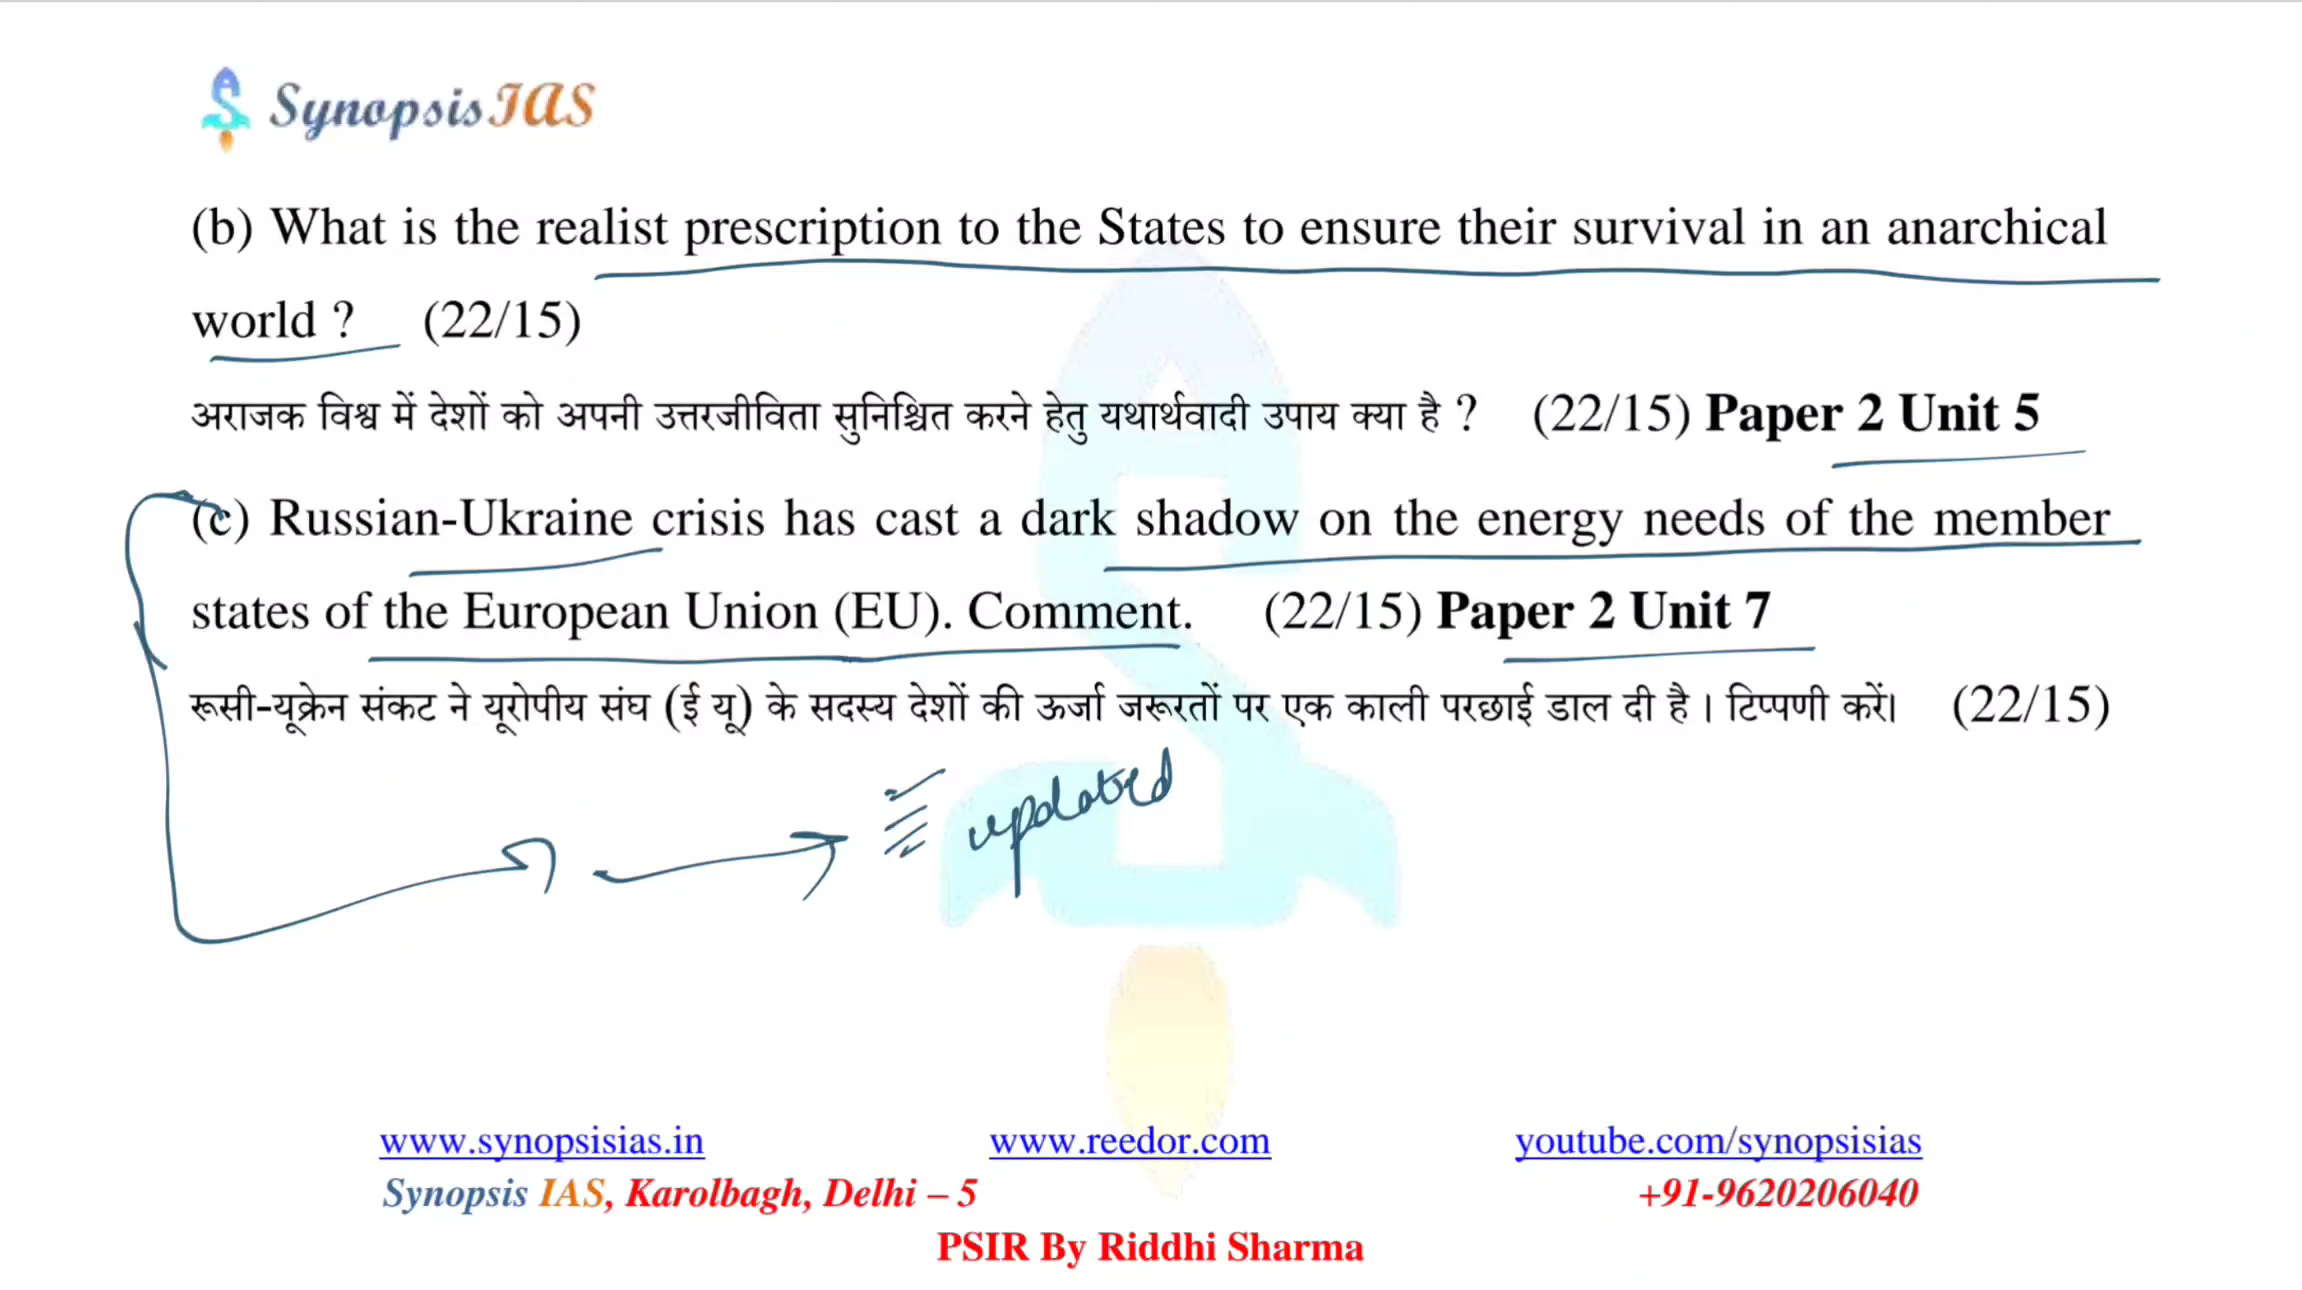 Synopsis IAS
(b) What is the realist prescription to the States to ensure their survival in an anarchical
world ? (22/15)
अराजक विश्व में देशों को अपनी उत्तरजीविता सुनिश्चित करने हेतु यथार्थवादी उपाय क्या है ? (22/15) Paper 2 Unit 5
(c) Russian-Ukraine crisis has cast a dark shadow on the energy needs of the member
states of the European Union (EU). Comment. (22/15) Paper 2 Unit 7
रूसी-यूक्रेन संकट ने यूरोपीय संघ (ई यू) के सदस्य देशों की ऊर्जा जरूरतों पर एक काली परछाई डाल दी है । टिप्पणी करें। (22/15)
updated
www.synopsisias.in www.reedor.com youtube.com/synopsisias
Synopsis IAS, Karolbagh, Delhi – 5 +91-9620206040
PSIR By Riddhi Sharma